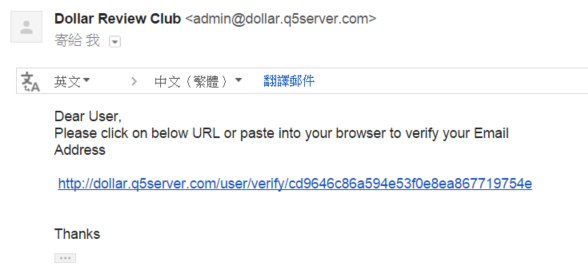 Dollar Review Club <admin@dollar.q5server.com>
寄給 我
英文 > 中文（繁體） 翻譯郵件
Dear User,
Please click on below URL or paste into your browser to verify your Email
Address
http://dollar.q5server.com/user/verify/cd9646c86a594e53f0e8ea867719754e
Thanks